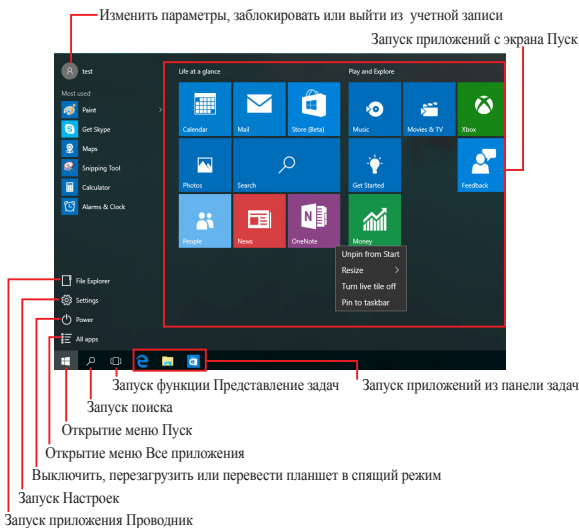 Изменить параметры, заблокировать или выйти из учетной записи
Запуск приложений с экрана Пуск
test
Life at a glance
Play and Explore
Most used
Paint
Get Skype
Maps
Snipping Tool
Calculator
Alarms & Clock
Calendar
Mail
Store (Beta)
Music
Movies & TV
Xbox
Photos
Search
Get Started
Feedback
People
News
OneNote
Money
Unpin from Start
Resize
Turn live tile off
Pin to taskbar
File Explorer
Settings
Power
All apps
Запуск функции Представление задач
Запуск приложений из панели задач
Запуск поиска
Открытие меню Пуск
Открытие меню Все приложения
Выключить, перезагрузить или перевести планшет в спящий режим
Запуск Настроек
Запуск приложения Проводник